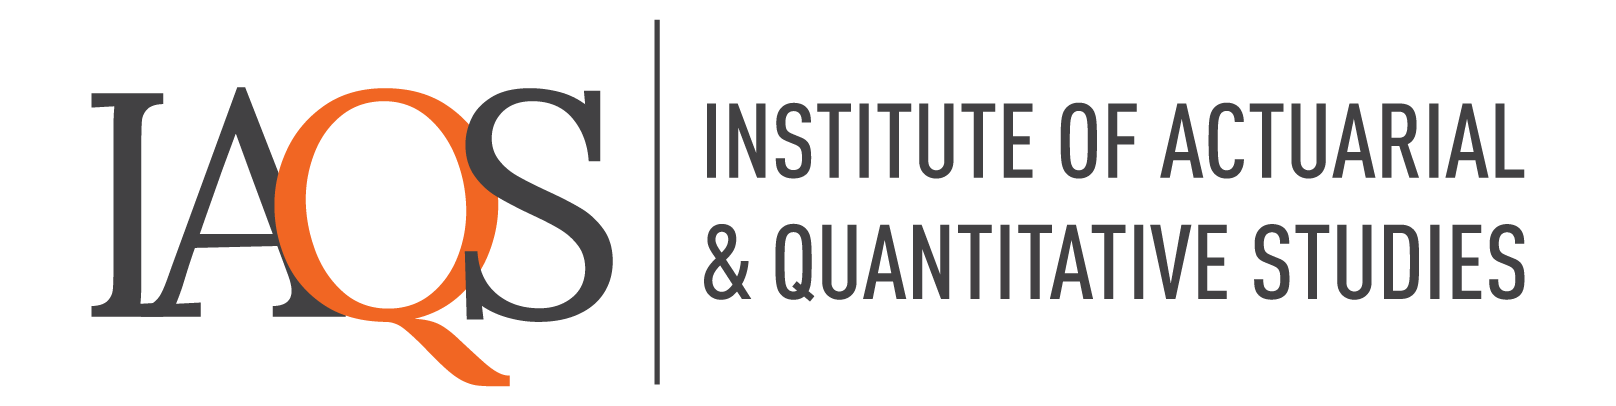 IAQS
INSTITUTE OF ACTUARIAL
& QUANTITATIVE STUDIES